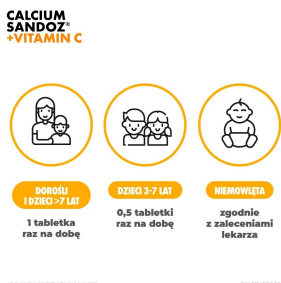 CALCIUM
SANDOZ®
+VITAMIN C
DOROŚLI
I DZIECI >7 LAT
1 tabletka
raz na dobę
DZIECI 3-7 LAT
0,5 tabletki
raz na dobę
NIEMOWLĘTA
zgodnie
z zaleceniami
lekarza